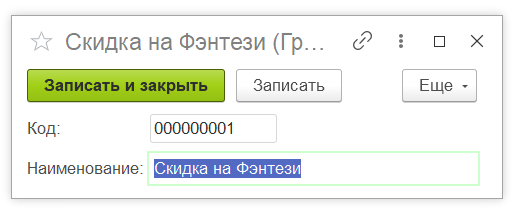 Скидка на Фэнтези (Гр...
Записать и закрыть
Записать
Еще
Код:
000000001
Наименование:
Скидка на Фэнтези